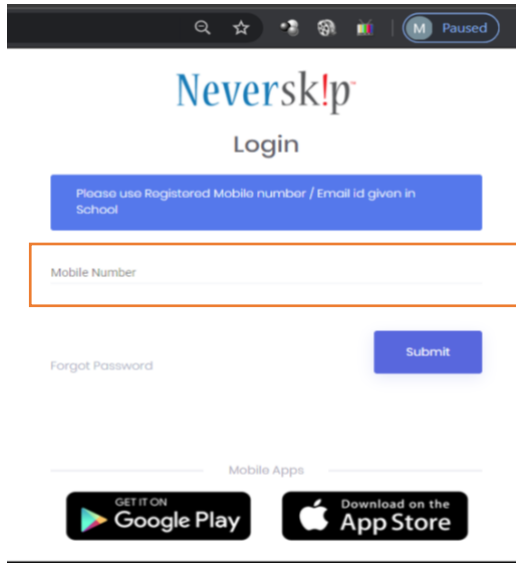 M Paused
Neversk!p
Login
Please use Registered Mobile number / Email id given in
School
Mobile Number
Submit
Forgot Password
Mobile Apps
GET IT ON
Google Play
Download on the
App Store